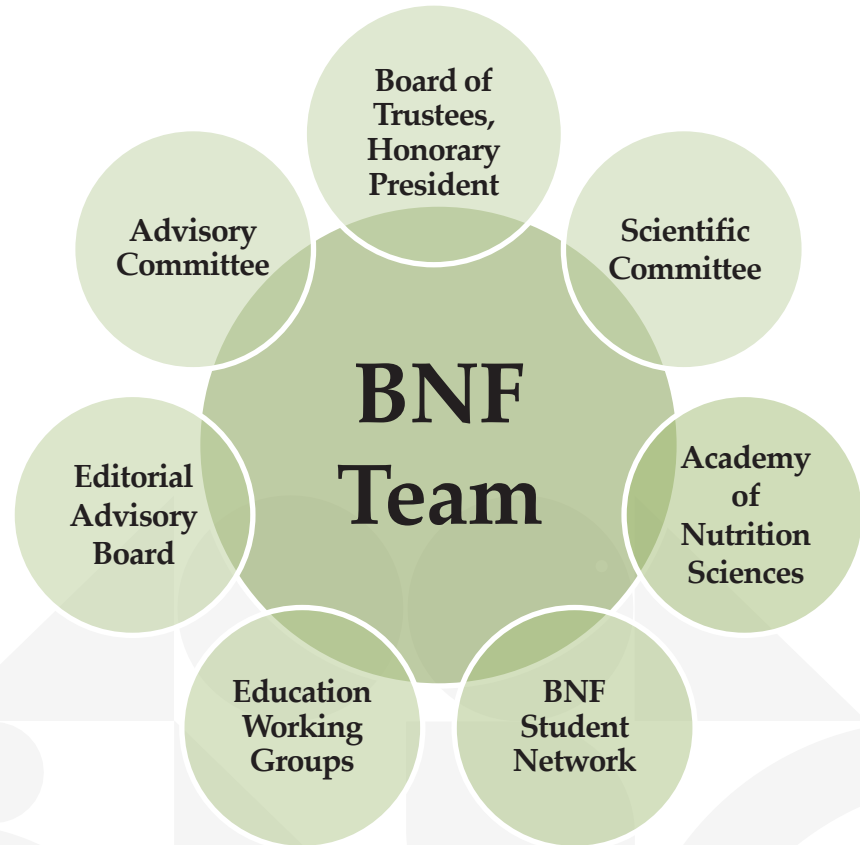 Board of
Trustees,
Honorary
President
Advisory
Committee
Scientific
Committee
BNF
Team
Editorial
Advisory
Board
Academy
of
Nutrition
Sciences
Education
Working
Groups
BNF
Student
Network